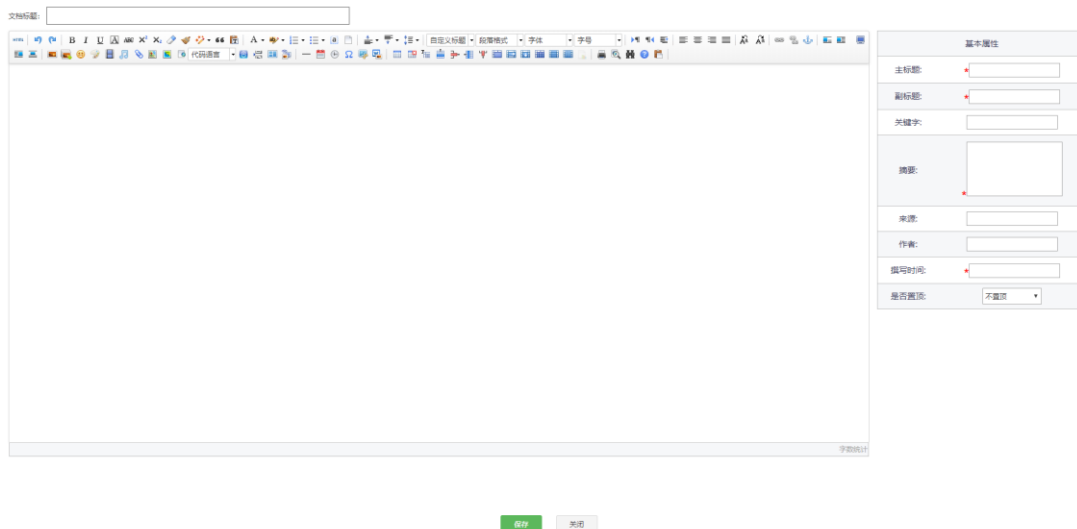 文档标题:
HTML B I U A ABC X² X₂ A 自定义标题 段落格式 字体 字号
代码语言 Ω
基本属性
主标题: *
副标题: *
关键字:
摘要: *
来源:
作者:
撰写时间: *
是否置顶: 不置顶
字数统计
保存 关闭